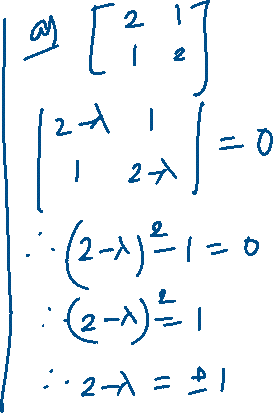 a) [2 1
1 2]
|2-λ 1
1 2-λ| = 0
∴ (2-λ)² - 1 = 0
∴ (2-λ)² = 1
∴ 2-λ = ±1